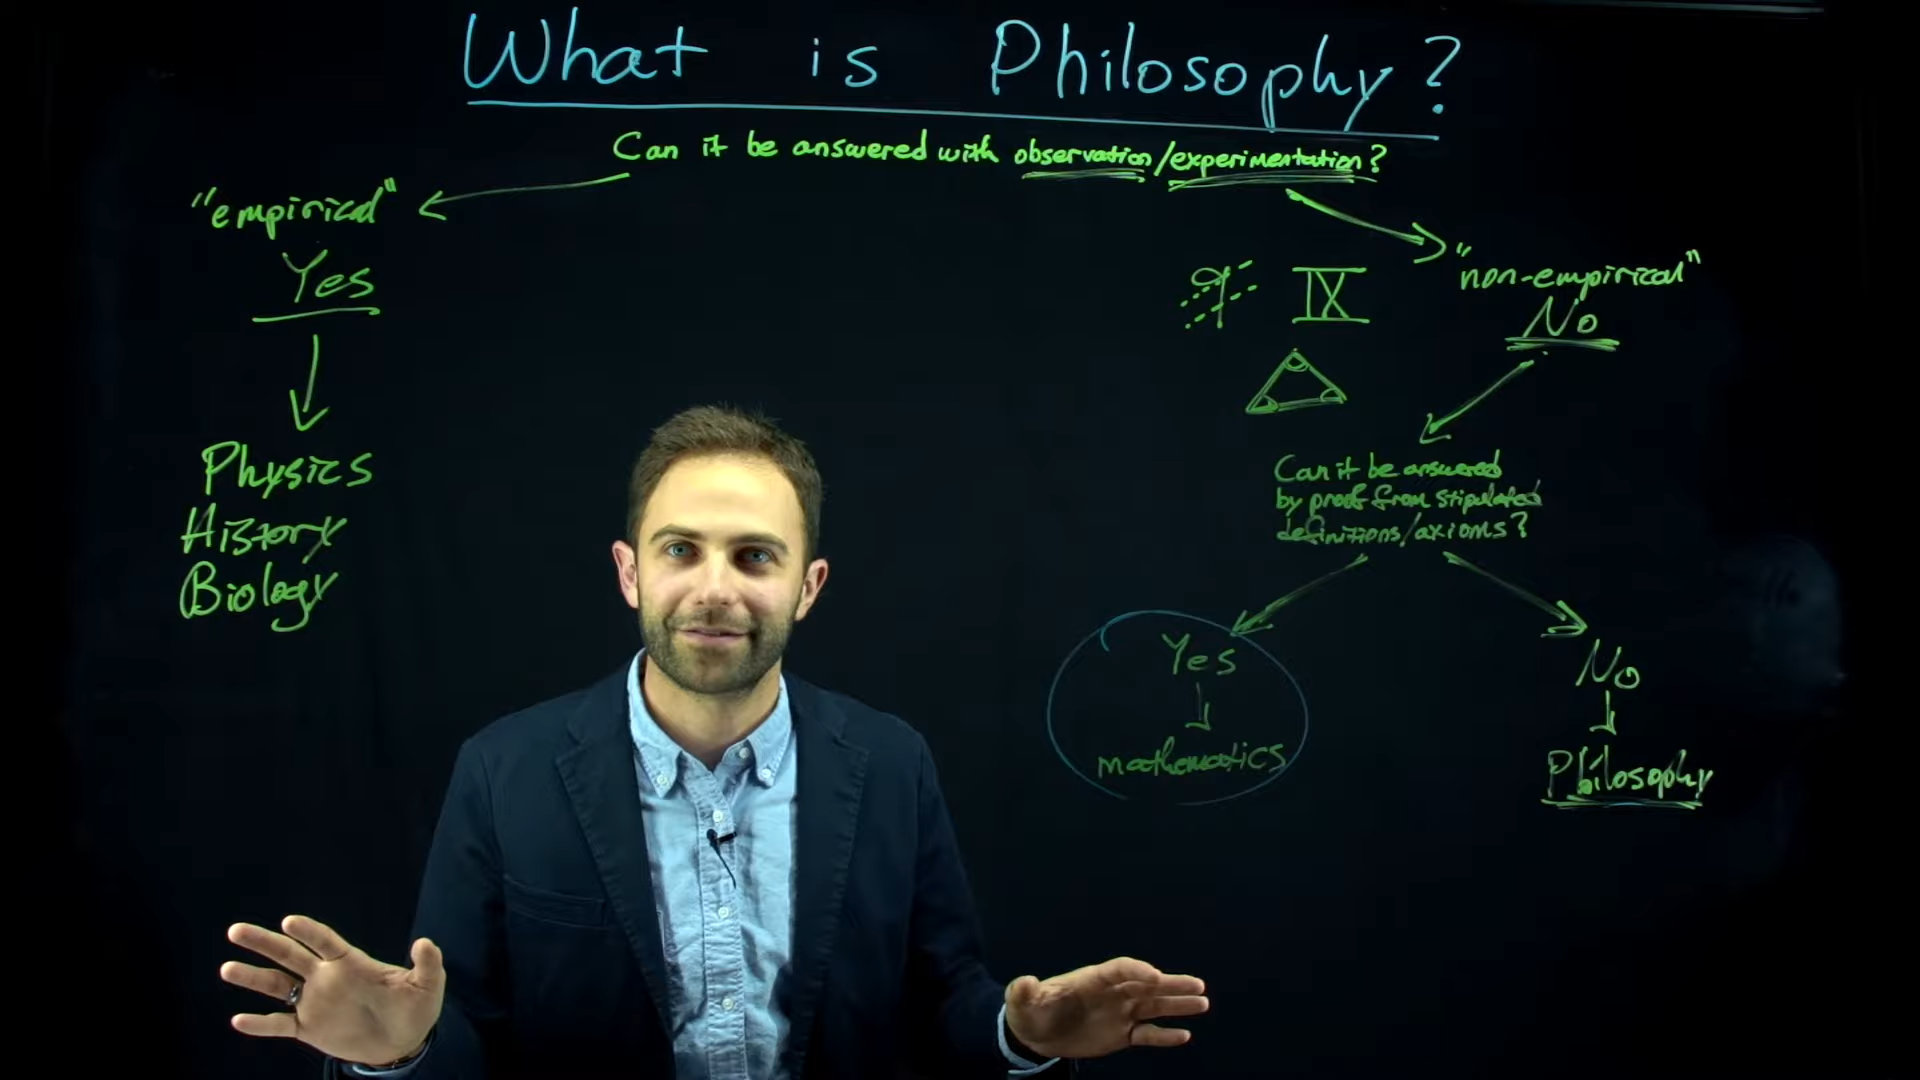 What is Philosophy?
Can it be answered with observation/experimentation?
"empirical"
Yes
Physics
History
Biology
"non-empirical"
No
9 IX
Can it be answered
by proof from stipulated
definitions/axioms?
Yes
mathematics
No
Philosophy